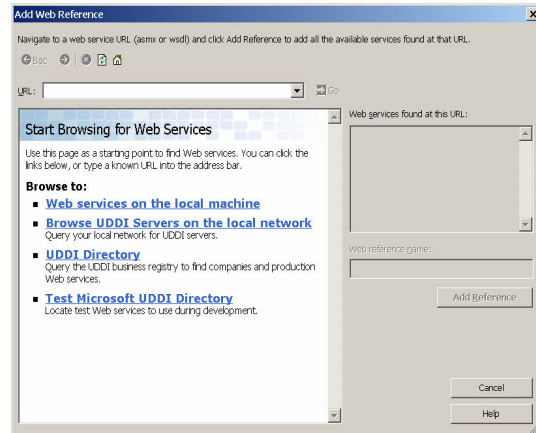 Add Web Reference
Navigate to a web service URL (asmx or wsdl) and click Add Reference to add all the available services found at that URL.
Bac
URL:
Go
Start Browsing for Web Services
Use this page as a starting point to find Web services. You can click the
links below, or type a known URL into the address bar.
Browse to:
Web services on the local machine
Browse UDDI Servers on the local network
Query your local network for UDDI servers.
UDDI Directory
Query the UDDI business registry to find companies and production
Web services.
Test Microsoft UDDI Directory
Locate test Web services to use during development.
Web services found at this URL:
Web reference name:
Add Reference
Cancel
Help